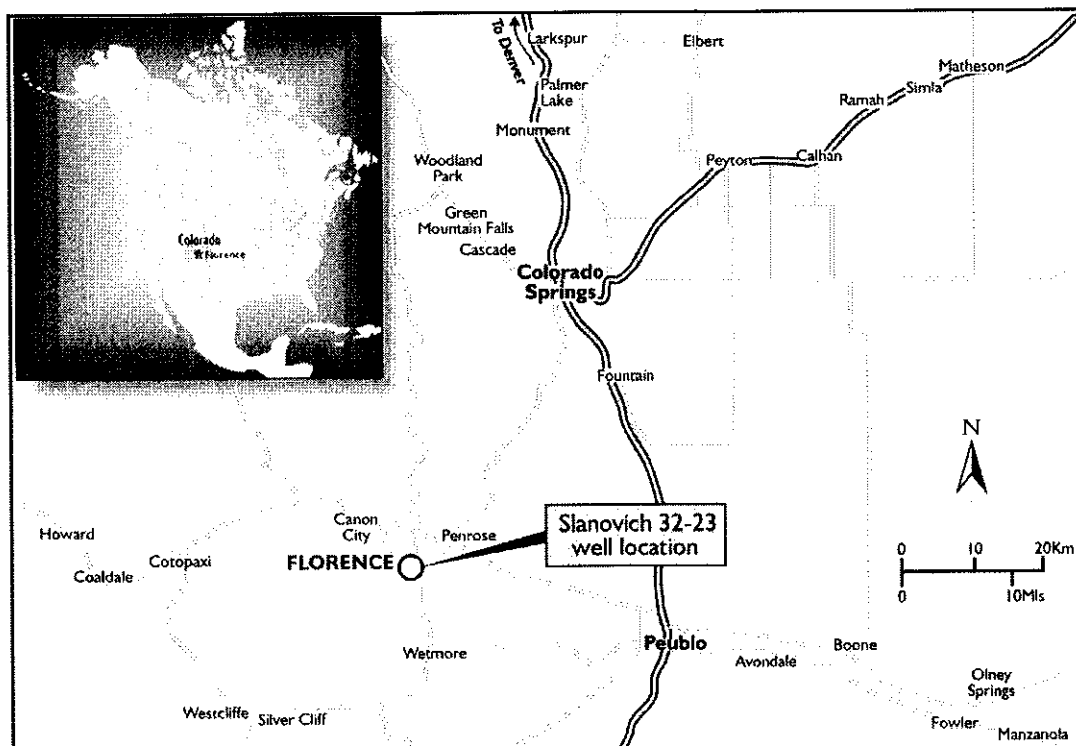 To Denver
Larkspur
Elbert
Palmer
Lake
Matheson
Simla
Ramah
Monument
Calhan
Peyton
Woodland
Park
Green
Mountain Falls
Cascade
Colorado
Florence
Colorado
Springs
Fountain
N
Slanovich 32-23
well location
Howard
Canon
City
Penrose
Cotopaxi
FLORENCE
Coaldale
0 10 20Km
0 10Mls
Peublo
Wetmore
Boone
Avondale
Olney
Springs
Westcliffe
Silver Cliff
Fowler
Manzanola